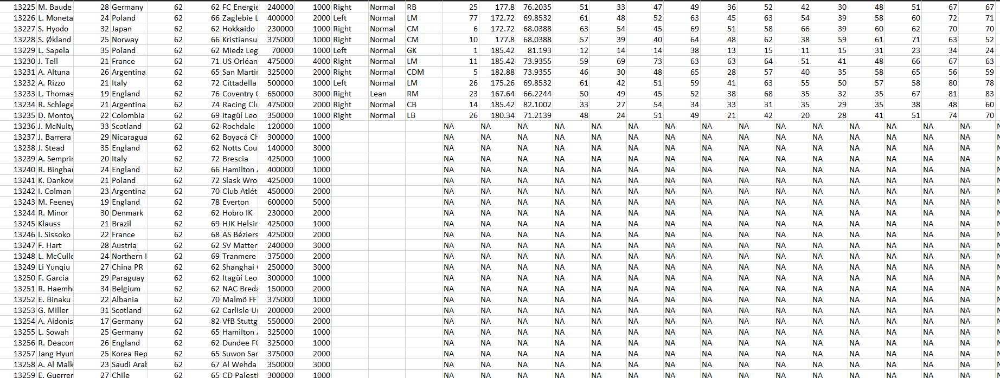 13225 M. Baude 28 Germany 62 62 FC Energie 240000 1000 Right Normal RB 25 177.8 76.2035 51 33 47 49 36 52 42 30 48 51 67 67
13226 L. Moneta 24 Poland 62 66 Zaglebie L 400000 2000 Left Normal LM 77 172.72 69.8532 61 48 52 63 45 63 54 39 58 60 72 71
13227 S. Hyodo 32 Japan 62 62 Hokkaido 230000 1000 Right Normal CM 6 172.72 68.0388 63 54 45 69 51 58 66 39 60 62 70 70
13228 S. Økland 25 Norway 62 66 Kristiansu 375000 1000 Right Normal CM 10 177.8 68.0388 57 39 40 64 48 62 38 59 61 71 63 52
13229 L. Sapela 35 Poland 62 62 Miedz Leg 70000 1000 Left Normal GK 1 185.42 81.193 12 14 14 38 13 15 11 15 31 23 34 24
13230 J. Tell 21 France 62 71 US Orléan 475000 4000 Right Normal LM 11 185.42 73.9355 59 69 73 63 63 64 51 41 48 66 67 63
13231 A. Altuna 26 Argentina 62 65 San Martin 325000 2000 Right Normal CDM 5 182.88 73.9355 46 30 48 65 28 57 40 35 58 65 56 59
13232 A. Rizzo 21 Italy 62 72 Cittadella 500000 1000 Left Normal LM 26 175.26 69.8532 61 42 51 59 41 63 55 50 57 58 80 78
13233 L. Thomas 19 England 62 76 Coventry C 650000 3000 Right Lean RM 23 167.64 66.2244 50 49 45 52 38 68 35 32 35 67 81 83
13234 R. Schlege 21 Argentina 62 74 Racing Clu 475000 2000 Right Normal CB 14 185.42 82.1002 33 27 54 34 33 31 35 29 35 38 48 60
13235 D. Montoy 22 Colombia 62 69 Itagüí Leo 350000 1000 Right Normal LB 26 180.34 71.2139 48 24 51 49 21 42 20 28 41 51 74 70
13236 J. McNulty 33 Scotland 62 62 Rochdale 120000 1000 NA NA NA NA NA NA NA NA NA NA NA NA NA NA NA N
13237 J. Barrera 29 Nicaragua 62 62 Boyacá Ch 300000 1000 NA NA NA NA NA NA NA NA NA NA NA NA NA NA NA N
13238 J. Stead 35 England 62 62 Notts Cou 140000 3000 NA NA NA NA NA NA NA NA NA NA NA NA NA NA NA N
13239 A. Semprin 20 Italy 62 72 Brescia 425000 1000 NA NA NA NA NA NA NA NA NA NA NA NA NA NA NA N
13240 R. Binghar 24 England 62 66 Hamilton A 400000 1000 NA NA NA NA NA NA NA NA NA NA NA NA NA NA NA N
13241 K. Dankow 21 Poland 62 72 Slask Wro 425000 1000 NA NA NA NA NA NA NA NA NA NA NA NA NA NA NA N
13242 I. Colman 23 Argentina 62 70 Club Atlét 450000 2000 NA NA NA NA NA NA NA NA NA NA NA NA NA NA NA N
13243 M. Feeney 19 England 62 78 Everton 600000 5000 NA NA NA NA NA NA NA NA NA NA NA NA NA NA NA N
13244 R. Minor 30 Denmark 62 62 Hobro IK 230000 2000 NA NA NA NA NA NA NA NA NA NA NA NA NA NA NA N
13245 Klauss 21 Brazil 62 69 HJK Helsin 425000 1000 NA NA NA NA NA NA NA NA NA NA NA NA NA NA NA N
13246 I. Sissoko 22 France 62 68 AS Béziers 425000 2000 NA NA NA NA NA NA NA NA NA NA NA NA NA NA NA N
13247 F. Hart 28 Austria 62 62 SV Matter 240000 3000 NA NA NA NA NA NA NA NA NA NA NA NA NA NA NA N
13248 L. McCullo 24 Northern I 62 69 Tranmere 375000 2000 NA NA NA NA NA NA NA NA NA NA NA NA NA NA NA N
13249 Li Yunqiu 27 China PR 62 62 Shanghai 250000 3000 NA NA NA NA NA NA NA NA NA NA NA NA NA NA NA N
13250 F. Garcia 29 Paraguay 62 62 Itagüí Leo 300000 1000 NA NA NA NA NA NA NA NA NA NA NA NA NA NA NA N
13251 R. Haemh 34 Belgium 62 62 NAC Breda 150000 2000 NA NA NA NA NA NA NA NA NA NA NA NA NA NA NA N
13252 E. Binaku 22 Albania 62 70 Malmö FF 375000 1000 NA NA NA NA NA NA NA NA NA NA NA NA NA NA NA N
13253 G. Miller 31 Scotland 62 62 Carlisle U 200000 2000 NA NA NA NA NA NA NA NA NA NA NA NA NA NA NA N
13254 A. Aidonis 17 Germany 62 82 VfB Stuttg 550000 2000 NA NA NA NA NA NA NA NA NA NA NA NA NA NA NA N
13255 L. Sowah 25 Germany 62 65 Hamilton A 325000 1000 NA NA NA NA NA NA NA NA NA NA NA NA NA NA NA N
13256 R. Deacon 26 England 62 62 Dundee FC 325000 1000 NA NA NA NA NA NA NA NA NA NA NA NA NA NA NA N
13257 Jang Hyun 25 Korea Rep 62 65 Suwon Sar 375000 2000 NA NA NA NA NA NA NA NA NA NA NA NA NA NA NA N
13258 A. Al Malk 23 Saudi Arab 62 67 Al Wehda 350000 3000 NA NA NA NA NA NA NA NA NA NA NA NA NA NA NA N
13259 E. Guerrer 27 Chile 62 65 CD Palesti 300000 1000 NA NA NA NA NA NA NA NA NA NA NA NA NA NA NA N